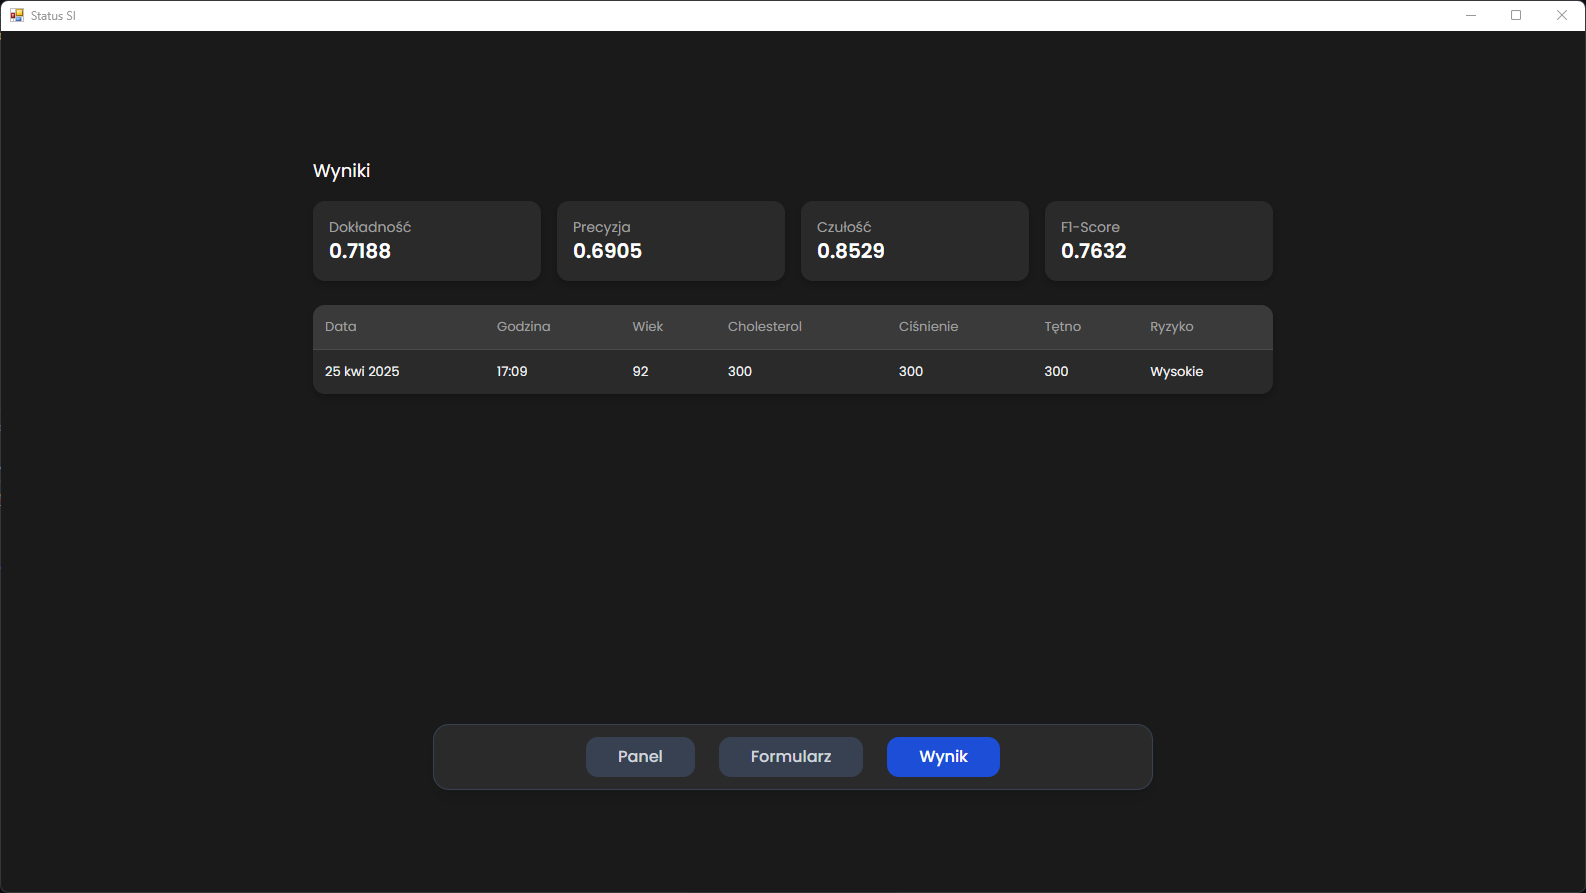 Status SI
Wyniki
Dokładność Precyzja Czułość F1-Score
0.7188 0.6905 0.8529 0.7632
Data Godzina Wiek Cholesterol Ciśnienie Tętno Ryzyko
25 kwi 2025 17:09 92 300 300 300 Wysokie
Panel Formularz Wynik